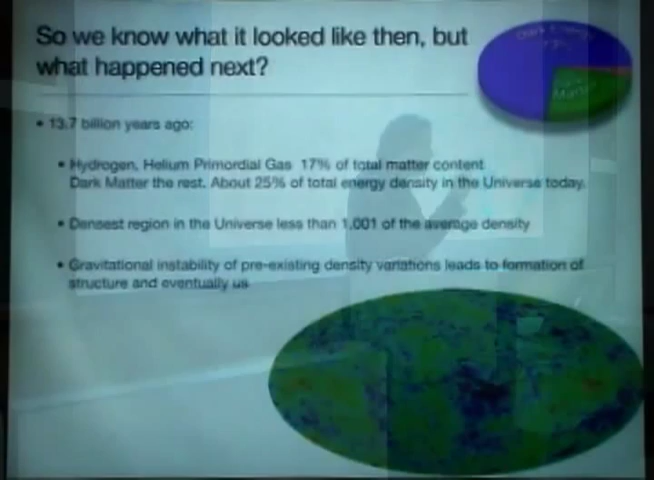 So we know what it looked like then, but
what happened next?
Dark Energy
Matter
• 13.7 billion years ago:
• Hydrogen, Helium Primordial Gas 17% of total matter content
Dark Matter the rest. About 25% of total energy density in the Universe today.
• Densest region in the Universe less than 1.001 of the average density
• Gravitational instability of pre-existing density variations leads to formation of
structure and eventually us